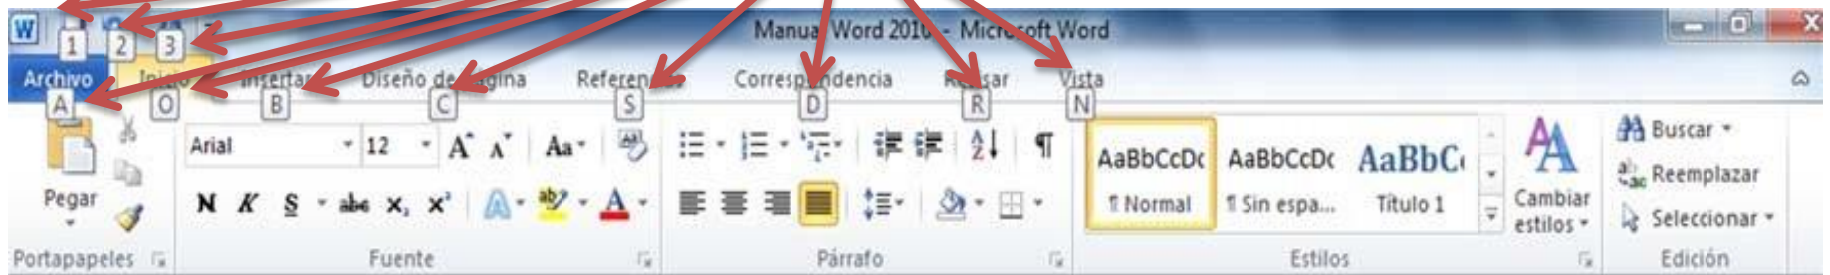 W 1 2 3 Manual Word 2010 - Microsoft Word
Archivo Inicio Insertar Diseño de página Referencias Correspondencia Revisar Vista
A O B C S D R N
Arial 12 A A Aa
Pegar N K S abe x, x² A ab A
AaBbCcDc AaBbCcDc AaBbC
¶ Normal ¶ Sin espa... Título 1
Cambiar estilos
Buscar
Reemplazar
Seleccionar
Portapapeles Fuente Párrafo Estilos Edición